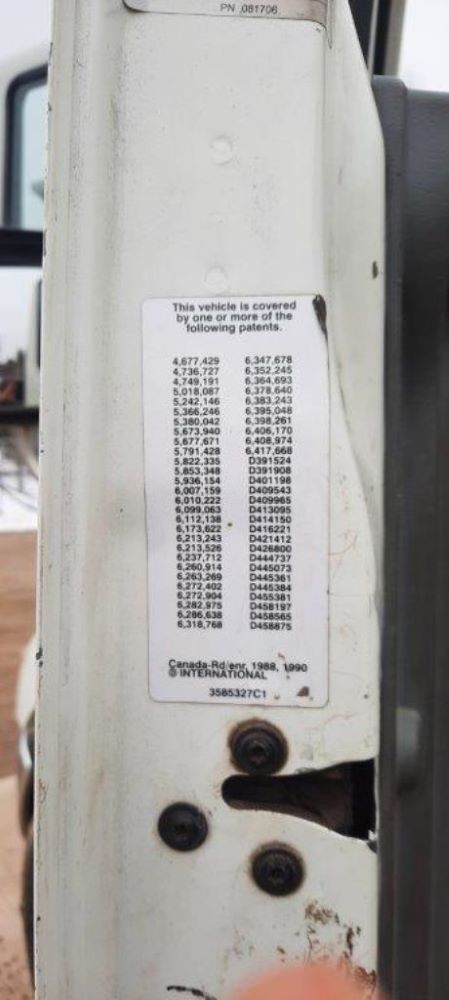 PN 081706
This vehicle is covered
by one or more of the
following patents.
4,677,429 6,347,678
4,736,727 6,352,245
4,749,191 6,364,693
5,018,087 6,378,640
5,242,146 6,383,243
5,366,246 6,395,048
5,380,042 6,398,261
5,673,940 6,406,170
5,677,671 6,408,974
5,791,428 6,417,668
5,822,335 D391524
5,853,348 D391908
5,936,154 D401198
6,007,159 D409543
6,010,222 D409965
6,099,063 D413095
6,112,138 D414150
6,173,622 D416221
6,213,243 D421412
6,213,526 D426800
6,237,712 D444737
6,260,914 D445073
6,263,269 D445361
6,272,402 D445384
6,272,904 D455381
6,282,975 D458197
6,286,638 D458565
6,318,768 D458875
Canada-Rd/enr. 1988, 1990
® INTERNATIONAL
3585327C1